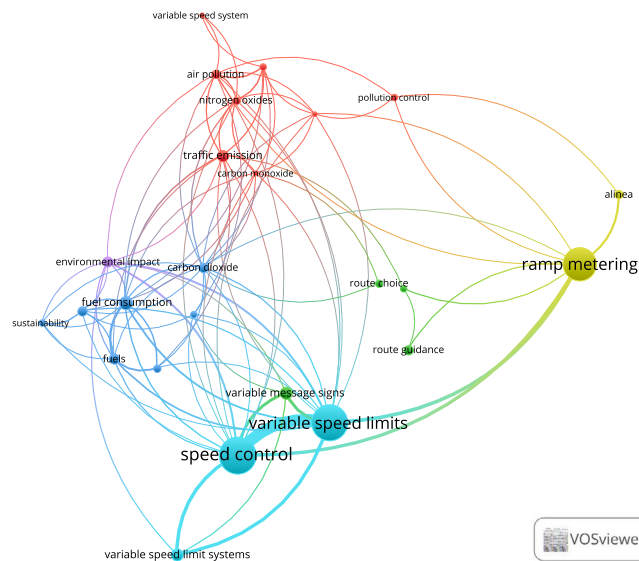 variable speed system
air pollution
nitrogen oxides
pollution control
traffic emission
carbon monoxide
alinea
environmental impact
carbon dioxide
ramp metering
route choice
fuel consumption
sustainability
route guidance
fuels
variable message signs
variable speed limits
speed control
VOSviewe
variable speed limit systems